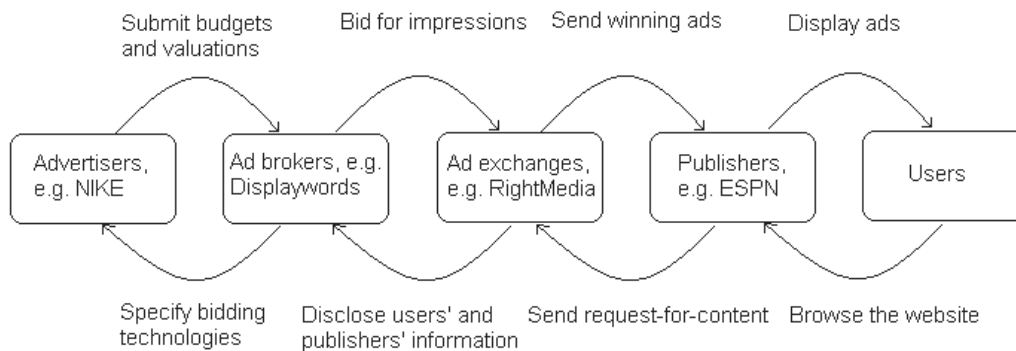 Submit budgets
and valuations
Bid for impressions
Send winning ads
Display ads
Advertisers,
e.g. NIKE
Ad brokers, e.g.
Displaywords
Ad exchanges,
e.g. RightMedia
Publishers,
e.g. ESPN
Users
Specify bidding
technologies
Disclose users' and
publishers' information
Send request-for-content
Browse the website